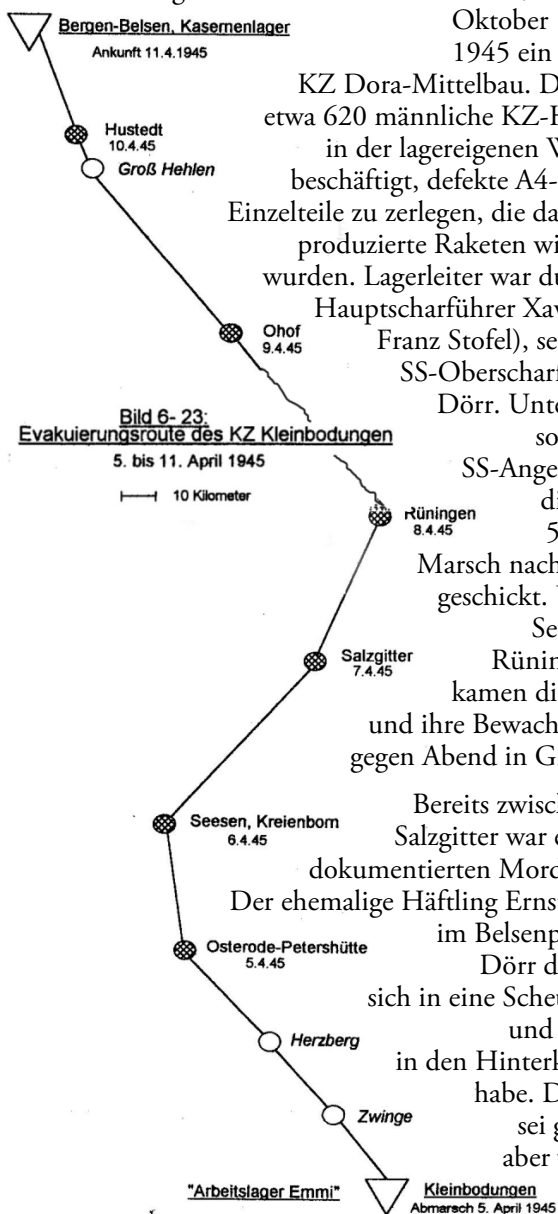 Bergen-Belsen, Kasernenlager
Ankunft 11.4.1945
Hustedt
10.4.45
Groß Hehlen
Ohof
9.4.45
Bild 6- 23:
Evakuierungsroute des KZ Kleinbodungen
5. bis 11. April 1945
10 Kilometer
Rüningen
8.4.45
Salzgitter
7.4.45
Seesen, Kreienborn
6.4.45
Osterode-Petershütte
5.4.45
Herzberg
Zwinge
"Arbeitslager Emmi"
Kleinbodungen
Abmarsch 5. April 1945
Oktober
1945 ein
KZ Dora-Mittelbau. D
etwa 620 männliche KZ-H
in der lagereigenen W
beschäftigt, defekte A4-
Einzelteile zu zerlegen, die da
produzierte Raketen wi
wurden. Lagerleiter war du
Hauptscharführer Xav
Franz Stofel), se
SS-Oberscharf
Dörr. Unte
so
SS-Ange
di
5
Marsch nach
geschickt.
Se
Rünin
kamen di
und ihre Bewach
gegen Abend in G
Bereits zwisch
Salzgitter war e
dokumentierten Mord
Der ehemalige Häftling Ernst
im Belsenp
Dörr d
sich in eine Scheu
und
in den Hinterk
habe. D
sei g
aber